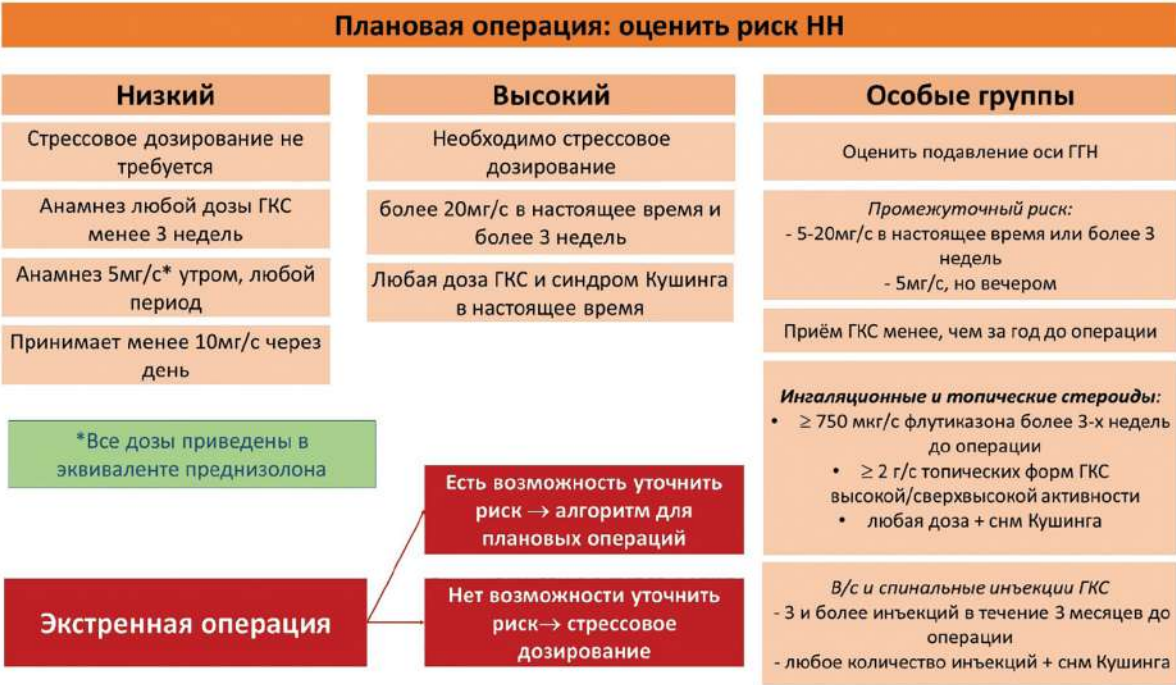 Плановая операция: оценить риск НН
Низкий
Стрессовое дозирование не
требуется
Анамнез любой дозы ГКС
менее 3 недель
Анамнез 5мг/с* утром, любой
период
Принимает менее 10мг/с через
день
*Все дозы приведены в
эквиваленте преднизолона
Высокий
Необходимо стрессовое
дозирование
более 20мг/с в настоящее время и
более 3 недель
Любая доза ГКС и синдром Кушинга
в настоящее время
Особые группы
Оценить подавление оси ГГН
Промежуточный риск:
- 5-20мг/с в настоящее время или более 3
недель
- 5мг/с, но вечером
Приём ГКС менее, чем за год до операции
Ингаляционные и топические стероиды:
• ≥ 750 мкг/с флутиказона более 3-х недель
до операции
• ≥ 2 г/с топических форм ГКС
высокой/сверхвысокой активности
• любая доза + снм Кушинга
В/с и спинальные инъекции ГКС
- 3 и более инъекций в течение 3 месяцев до
операции
- любое количество инъекций + снм Кушинга
Экстренная операция
Есть возможность уточнить
риск → алгоритм для
плановых операций
Нет возможности уточнить
риск→ стрессовое
дозирование